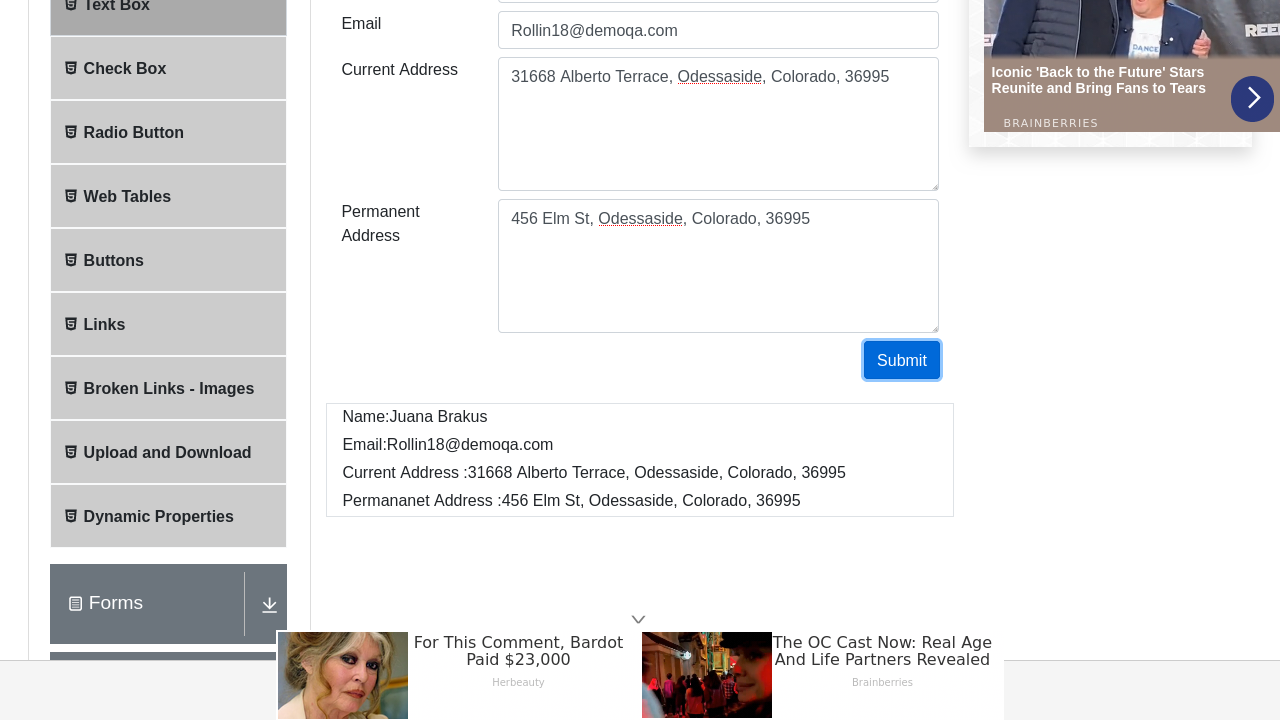 Text Box
Check Box
Radio Button
Web Tables
Buttons
Links
Broken Links - Images
Upload and Download
Dynamic Properties
Forms
Email
Rollin18@demoqa.com
Current Address
31668 Alberto Terrace, Odessaside, Colorado, 36995
Permanent
Address
456 Elm St, Odessaside, Colorado, 36995
Submit
Name:Juana Brakus
Email:Rollin18@demoqa.com
Current Address :31668 Alberto Terrace, Odessaside, Colorado, 36995
Permananet Address :456 Elm St, Odessaside, Colorado, 36995
DANCE
Iconic 'Back to the Future' Stars
Reunite and Bring Fans to Tears
BRAINBERRIES
For This Comment, Bardot
Paid $23,000
Herbeauty
The OC Cast Now: Real Age
And Life Partners Revealed
Brainberries